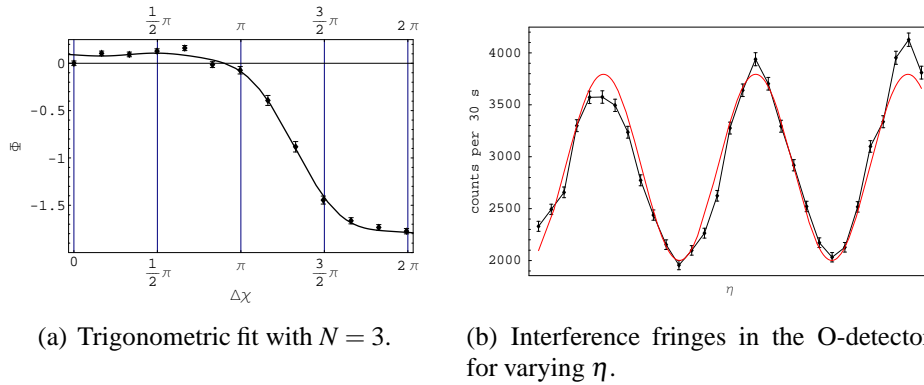 1/2 π π 3/2 π 2 π
0
-0.5
-1
-1.5
Φ
0 1/2 π π 3/2 π 2 π
Δχ
4000
3500
3000
2500
2000
counts per 30 s
η
(a) Trigonometric fit with N = 3.
(b) Interference fringes in the O-detector
for varying η.